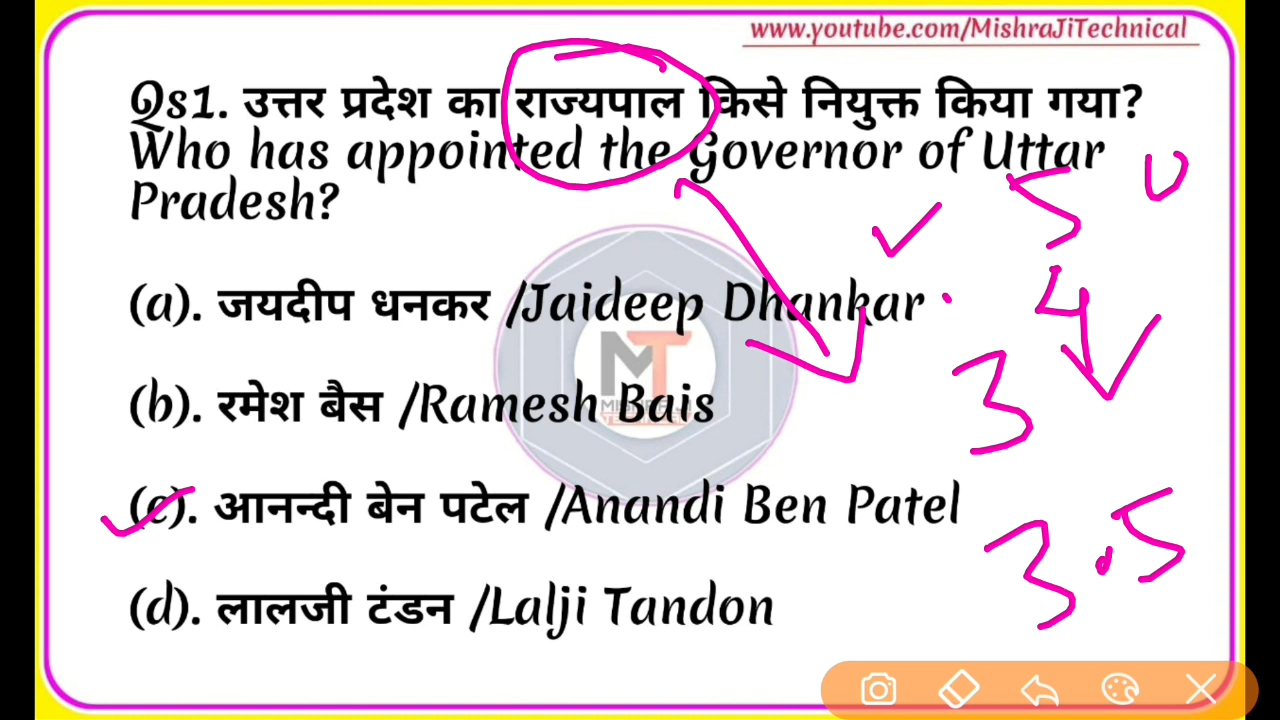 www.youtube.com/MishraJiTechnical
Qs1. उत्तर प्रदेश का राज्यपाल किसे नियुक्त किया गया?
Who has appointed the Governor of Uttar
Pradesh?
5 0
(a). जयदीप धनकर /Jaideep Dhankar
4
3
(b). रमेश बैस /Ramesh Bais
MT
(c). आनन्दी बेन पटेल /Anandi Ben Patel
3.5
(d). लालजी टंडन /Lalji Tandon